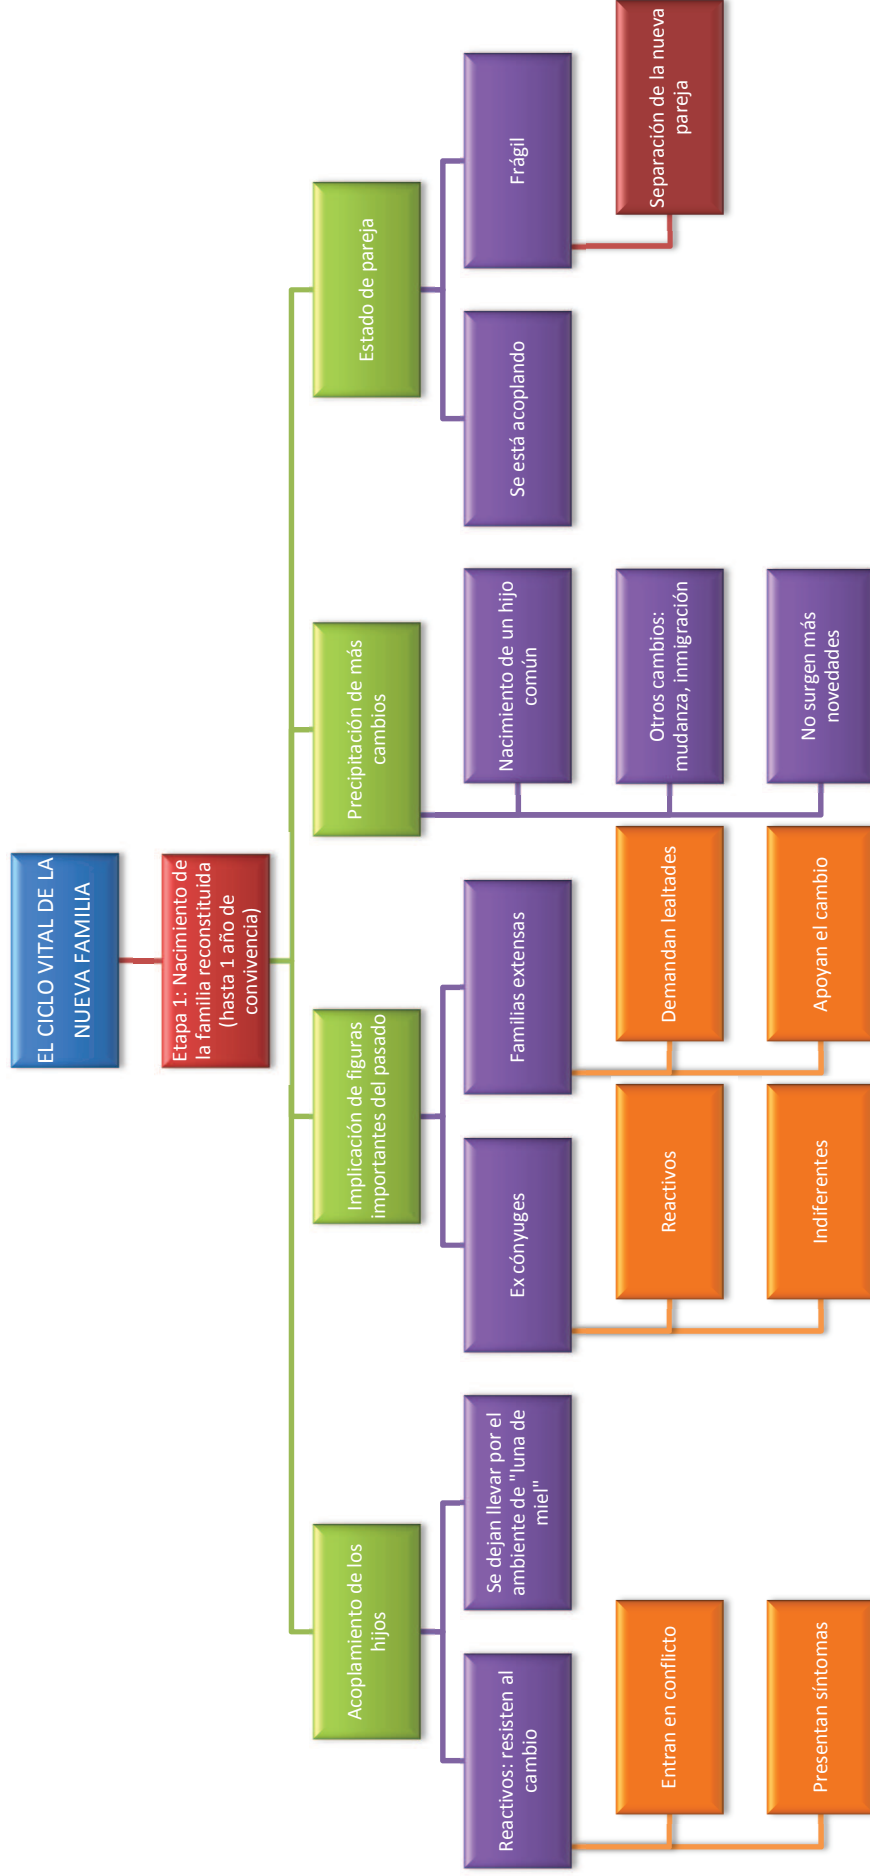 EL CICLO VITAL DE LA
NUEVA FAMILIA
Etapa 1: Nacimiento de
la familia reconstituida
(hasta 1 año de
convivencia)
Acoplamiento de los
hijos
Reactivos: resisten al
cambio
Entran en conflicto
Presentan síntomas
Se dejan llevar por el
ambiente de "luna de
miel"
Implicación de figuras
importantes del pasado
Ex cónyuges
Reactivos
Indiferentes
Familias extensas
Demandan lealtades
Apoyan el cambio
Precipitación de más
cambios
Nacimiento de un hijo
común
Otros cambios:
mudanza, inmigración
No surgen más
novedades
Estado de pareja
Se está acoplando
Frágil
Separación de la nueva
pareja